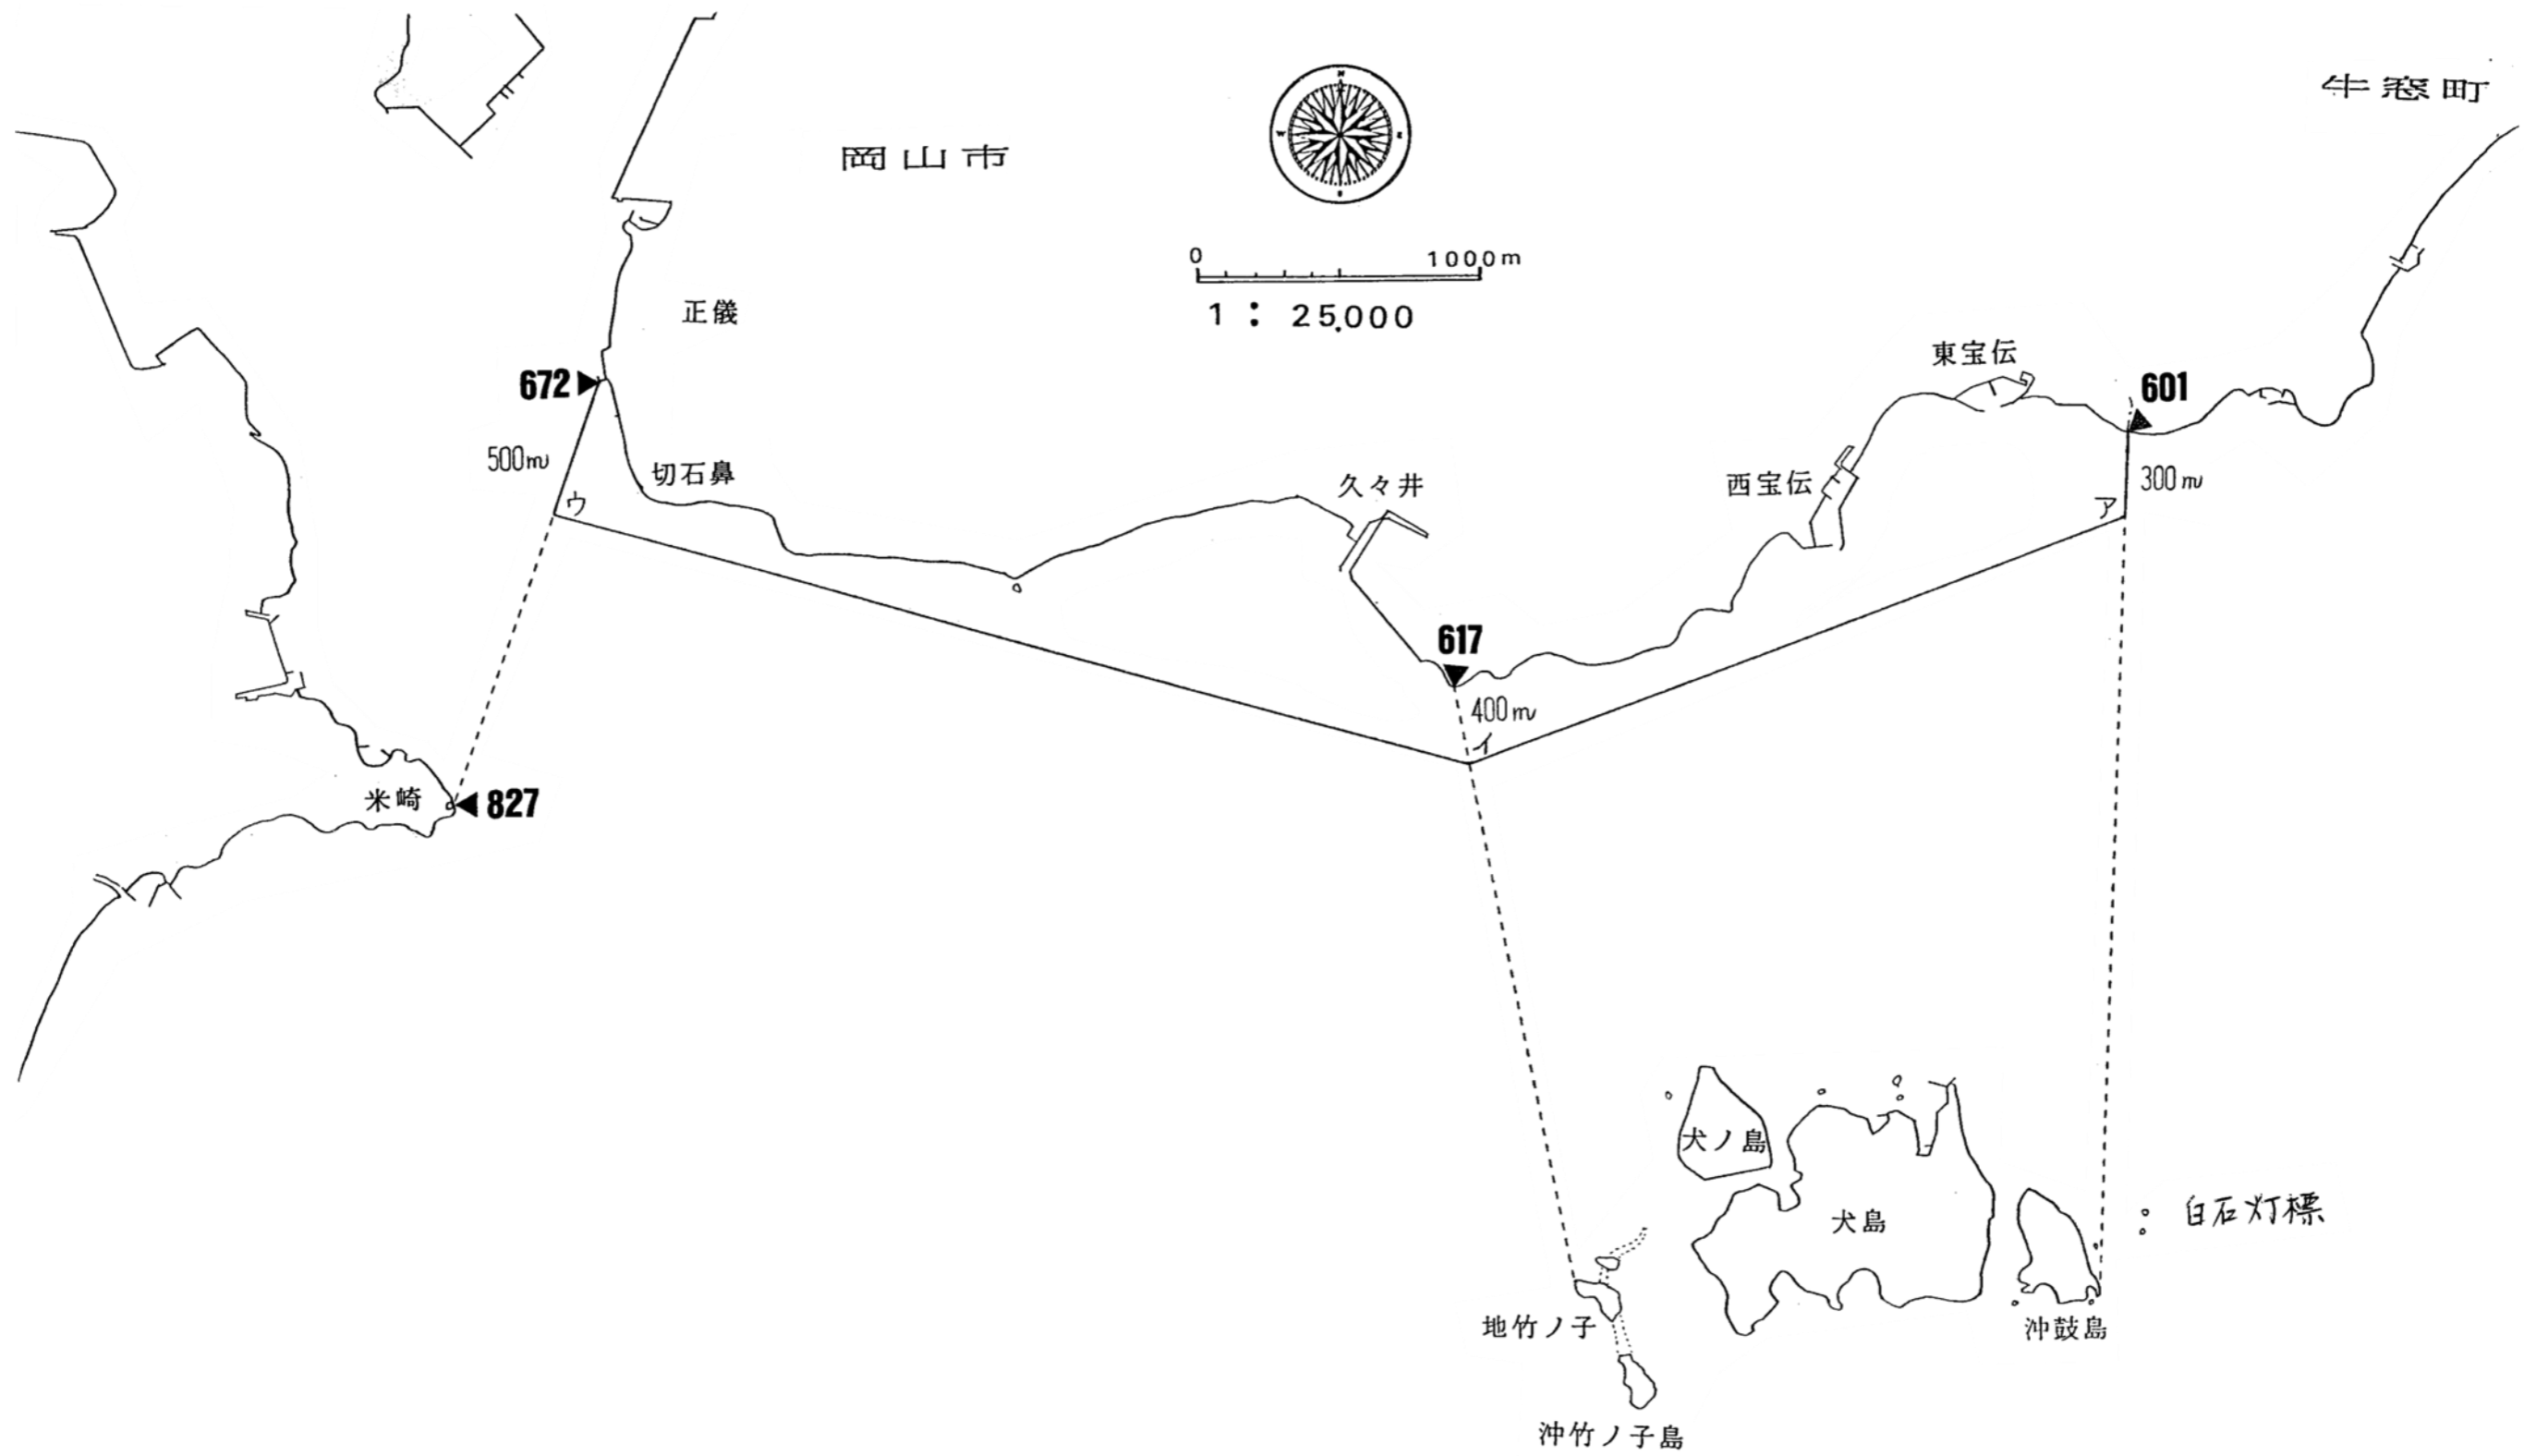 牛窓町
岡山市
N
W
E
S
0 1000m
1 : 25,000
正儀
672
500m
ウ
切石鼻
久々井
西宝伝
東宝伝
601
300m
ア
617
400m
イ
米崎
827
犬ノ島
犬島
白石灯標
沖鼓島
地竹ノ子
沖竹ノ子島